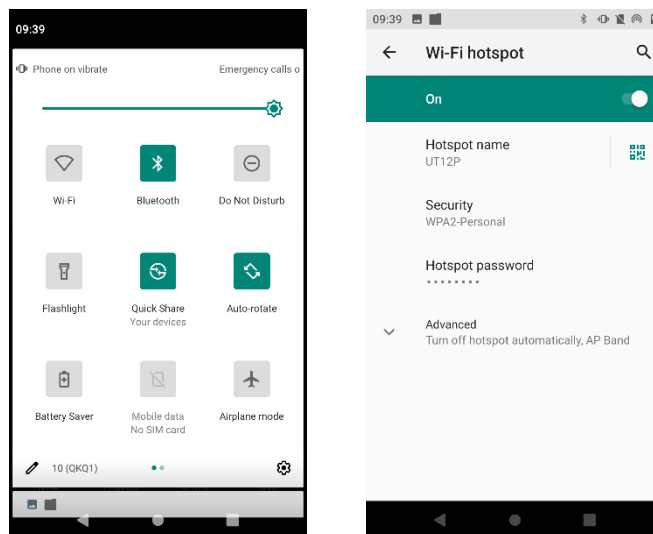 09:39
Phone on vibrate
Emergency calls o
Wi-Fi
Bluetooth
Do Not Disturb
Flashlight
Quick Share
Your devices
Auto-rotate
Battery Saver
Mobile data
No SIM card
Airplane mode
10 (QKQ1)
09:39
Wi-Fi hotspot
On
Hotspot name
UT12P
Security
WPA2-Personal
Hotspot password
••••••••
Advanced
Turn off hotspot automatically, AP Band